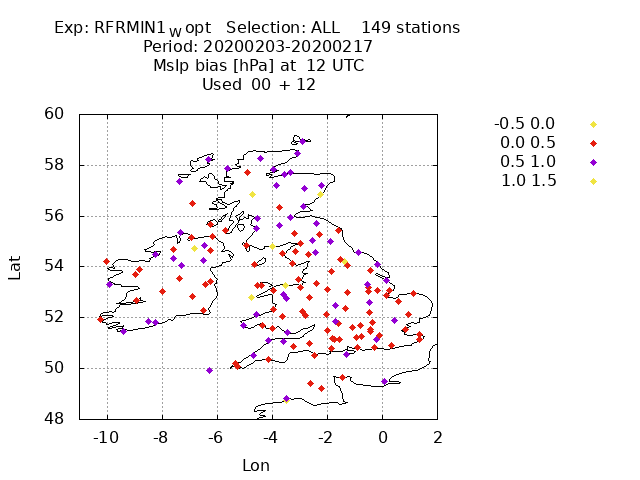 Exp: RFRMIN1Wopt Selection: ALL 149 stations
Period: 20200203-20200217
Mslp bias [hPa] at 12 UTC
Used 00 + 12
-0.5 0.0
0.0 0.5
0.5 1.0
1.0 1.5
60
58
56
54
52
50
48
Lat
-10 -8 -6 -4 -2 0 2
Lon